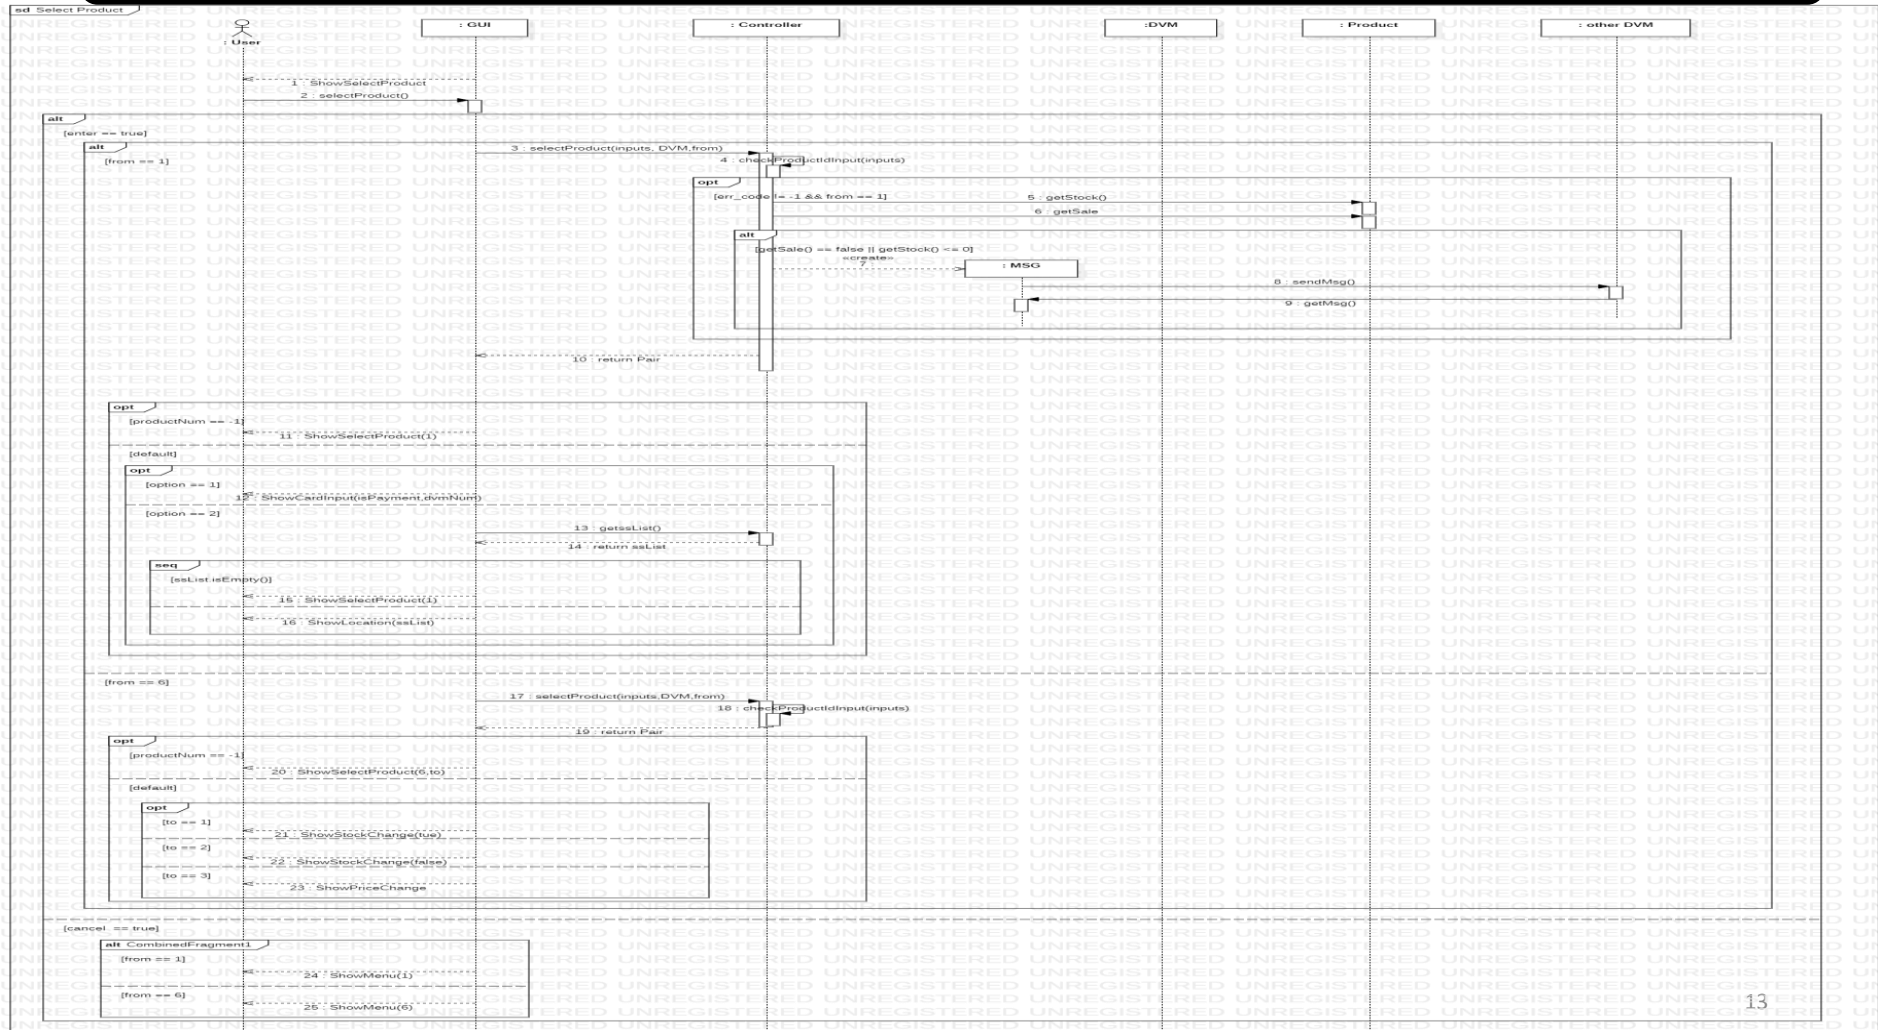 sd Select Product
: User
: GUI
: Controller
:DVM
: Product
: other DVM
1 : ShowSelectProduct
2 : selectProduct()
alt
[enter == true]
alt
[from == 1]
3 : selectProduct(inputs, DVM,from)
4 : checkProductIdInput(inputs)
opt
[err_code != -1 && from == 1]
5 : getStock()
6 : getSale
alt
[getSale() == false || getStock() <= 0]
«create»
7 :
: MSG
8 : sendMsg()
9 : getMsg()
10 : return Pair
opt
[productNum == -1]
11 : ShowSelectProduct(1)
[default]
opt
[option == 1]
12 : ShowCardInput(isPayment,dvmNum)
[option == 2]
13 : getssList()
14 : return ssList
seq
[ssList.isEmpty()]
15 : ShowSelectProduct(1)
16 : ShowLocation(ssList)
[from == 6]
17 : selectProduct(inputs,DVM,from)
18 : checkProductIdInput(inputs)
19 : return Pair
opt
[productNum == -1]
20 : ShowSelectProduct(6,to)
[default]
opt
[to == 1]
21 : ShowStockChange(tue)
[to == 2]
22 : ShowStockChange(false)
[to == 3]
23 : ShowPriceChange
[cancel == true]
alt CombinedFragment1
[from == 1]
24 : ShowMenu(1)
[from == 6]
25 : ShowMenu(6)
13